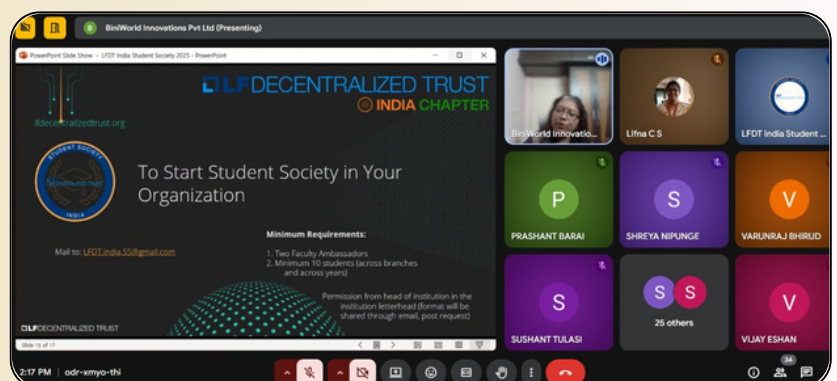 B
BiniWorld Innovations Pvt Ltd (Presenting)
PowerPoint Slide Show - LFDT India Student Society 2025 - PowerPoint
LFDECENTRALIZED TRUST
INDIA CHAPTER
lfdecentralizedtrust.org
STUDENT SOCIETY
DECENTRALIZED TRUST
INDIA
To Start Student Society in Your
Organization
Mail to: LFDT.India.SS@gmail.com
Minimum Requirements:
1. Two Faculty Ambassadors
2. Minimum 10 students (across branches
and across years)
Permission from head of institution in the
institution letterhead (format will be
shared through email, post request)
LFDECENTRALIZED TRUST
Slide 15 of 17
BiniWorld Innovatio...
Lifna C S
LFDT India Student ...
P
PRASHANT BARAI
S
SHREYA NIPUNGE
V
VARUNRAJ BHIRUD
S
SUSHANT TULASI
S S
25 others
V
VIJAY ESHAN
2:17 PM | odr-xmyo-thi
34